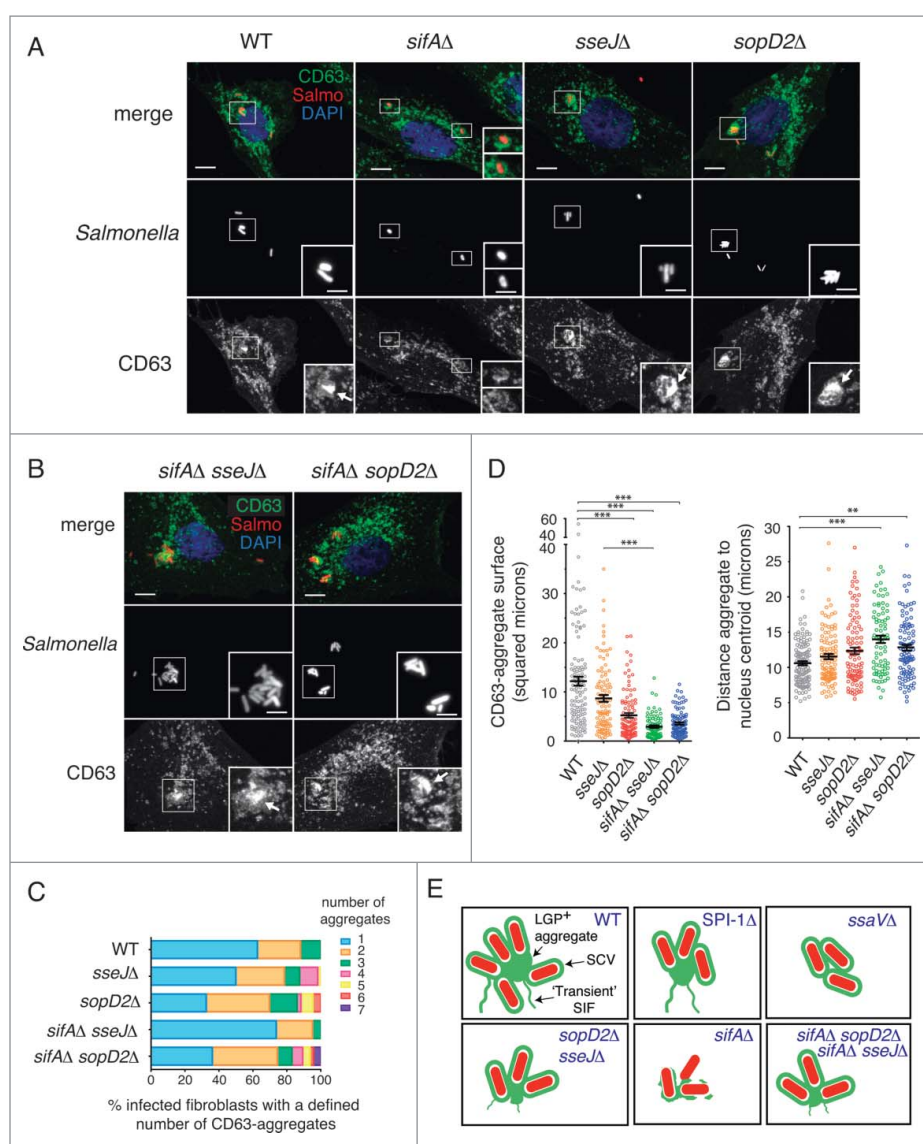 A
WT
sifAΔ
sseJΔ
sopD2Δ
merge
CD63
Salmo
DAPI
Salmonella
CD63
B
sifAΔ sseJΔ
sifAΔ sopD2Δ
merge
CD63
Salmo
DAPI
Salmonella
CD63
D
CD63-aggregate surface
(squared microns)
60
50
40
40
30
20
10
0
***
***
***
***
WT
sseJΔ
sopD2Δ
sifAΔ sseJΔ
sifAΔ sopD2Δ
Distance aggregate to
nucleus centroid (microns)
30
25
20
15
10
5
0
**
***
WT
sseJΔ
sopD2Δ
sifAΔ sseJΔ
sifAΔ sopD2Δ
C
number of
aggregates
1
2
3
4
5
6
7
WT
sseJΔ
sopD2Δ
sifAΔ sseJΔ
sifAΔ sopD2Δ
0 20 40 60 80 100
% infected fibroblasts with a defined
number of CD63-aggregates
E
LGP+
aggregate
WT
SCV
'Transient'
SIF
SPI-1Δ
ssaVΔ
sopD2Δ
sseJΔ
sifAΔ
sifAΔ sopD2Δ
sifAΔ sseJΔ